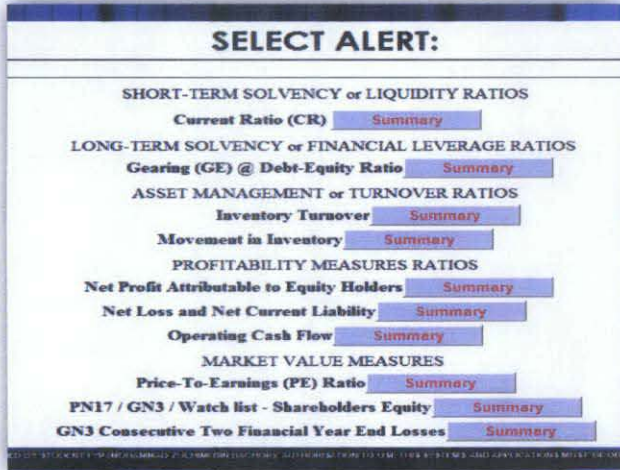 SELECT ALERT:
SHORT-TERM SOLVENCY or LIQUIDITY RATIOS
Current Ratio (CR) Summary
LONG-TERM SOLVENCY or FINANCIAL LEVERAGE RATIOS
Gearing (GE) @ Debt-Equity Ratio Summary
ASSET MANAGEMENT or TURNOVER RATIOS
Inventory Turnover Summary
Movement in Inventory Summary
PROFITABILITY MEASURES RATIOS
Net Profit Attributable to Equity Holders Summary
Net Loss and Net Current Liability Summary
Operating Cash Flow Summary
MARKET VALUE MEASURES
Price-To-Earnings (PE) Ratio Summary
PN17 / GN3 / Watch list - Shareholders Equity Summary
GN3 Consecutive Two Financial Year End Losses Summary